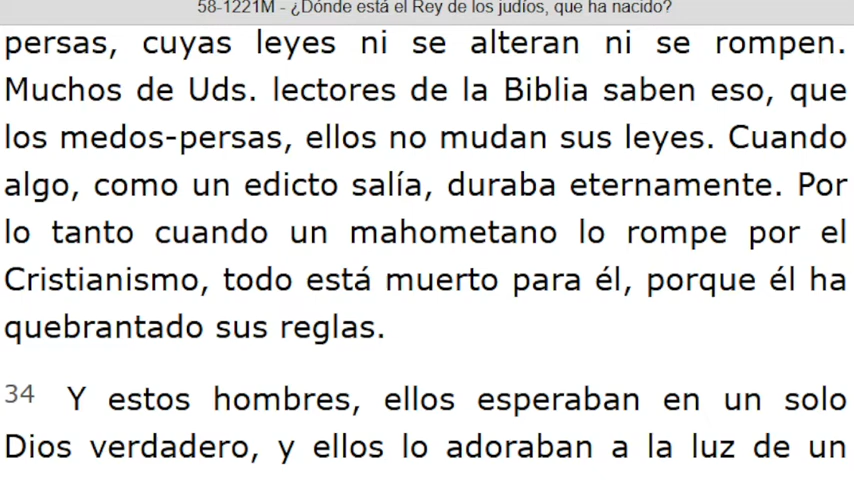 58-1221M - ¿Dónde está el Rey de los judíos, que ha nacido?
persas, cuyas leyes ni se alteran ni se rompen.
Muchos de Uds. lectores de la Biblia saben eso, que
los medos-persas, ellos no mudan sus leyes. Cuando
algo, como un edicto salía, duraba eternamente. Por
lo tanto cuando un mahometano lo rompe por el
Cristianismo, todo está muerto para él, porque él ha
quebrantado sus reglas.
34 Y estos hombres, ellos esperaban en un solo
Dios verdadero, y ellos lo adoraban a la luz de un